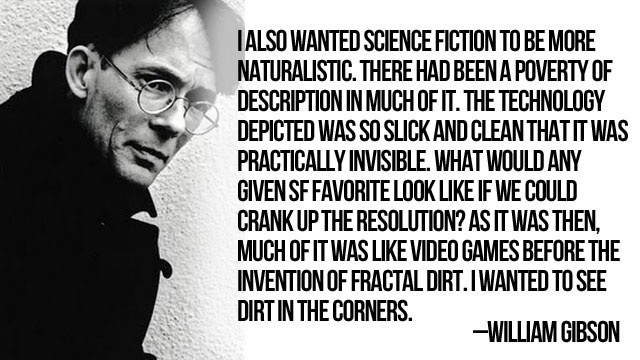 I ALSO WANTED SCIENCE FICTION TO BE MORE
NATURALISTIC. THERE HAD BEEN A POVERTY OF
DESCRIPTION IN MUCH OF IT. THE TECHNOLOGY
DEPICTED WAS SO SLICK AND CLEAN THAT IT WAS
PRACTICALLY INVISIBLE. WHAT WOULD ANY
GIVEN SF FAVORITE LOOK LIKE IF WE COULD
CRANK UP THE RESOLUTION? AS IT WAS THEN,
MUCH OF IT WAS LIKE VIDEO GAMES BEFORE THE
INVENTION OF FRACTAL DIRT. I WANTED TO SEE
DIRT IN THE CORNERS.
—WILLIAM GIBSON